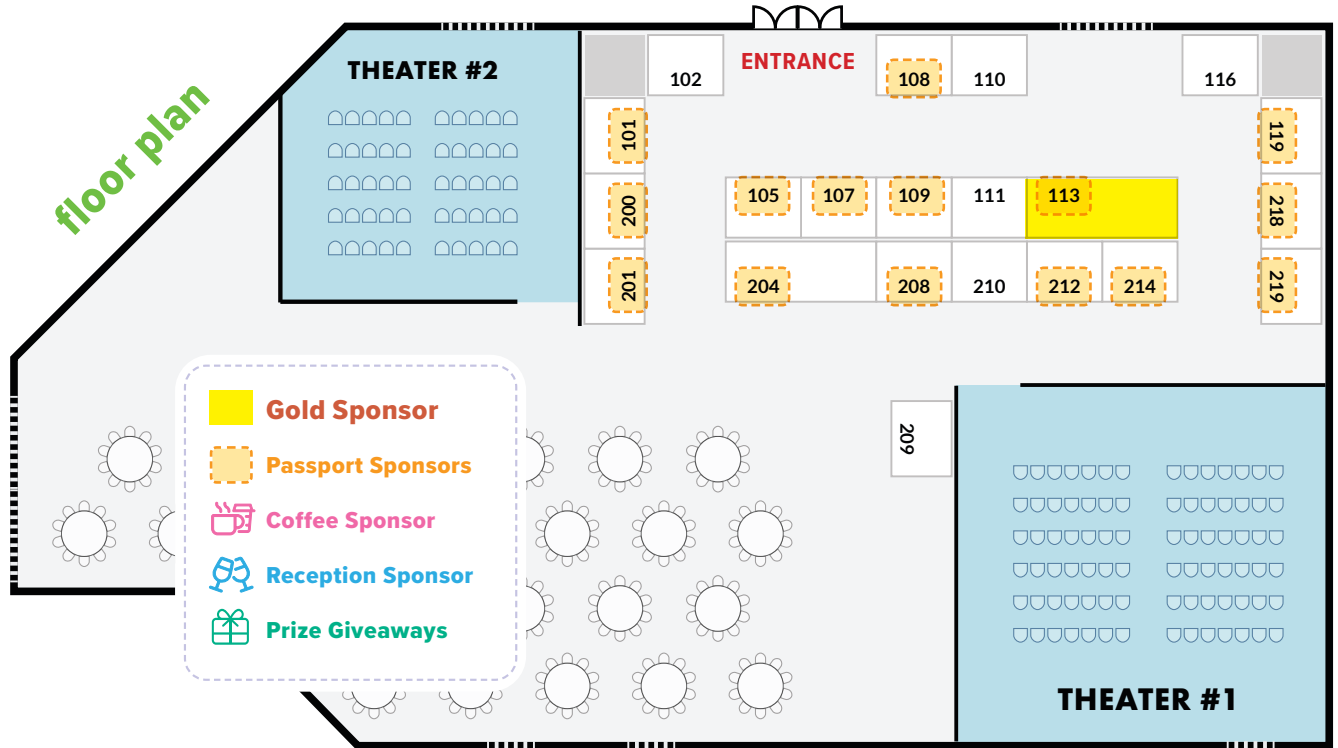 floor plan
THEATER #2
ENTRANCE
102
108
110
116
101
119
105
107
109
111
113
200
218
201
204
208
210
212
214
219
209
Gold Sponsor
Passport Sponsors
Coffee Sponsor
Reception Sponsor
Prize Giveaways
THEATER #1